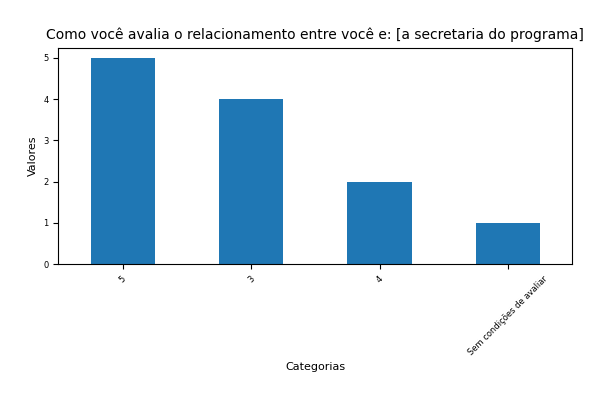 Como você avalia o relacionamento entre você e: [a secretaria do programa]
Valores
5
4
3
2
1
0
5
3
4
Sem condições de avaliar
Categorias